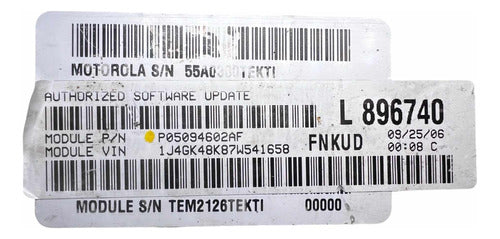 MOTOROLA S/N 55A0300TEKTI
AUTHORIZED SOFTWARE UPDATE
L 896740
MODULE P/N P05094602AF
FNKUD 09/25/06
MODULE VIN 1J4GK48K87W541658
00:08 C
MODULE S/N TEM2126TEKTI 00000